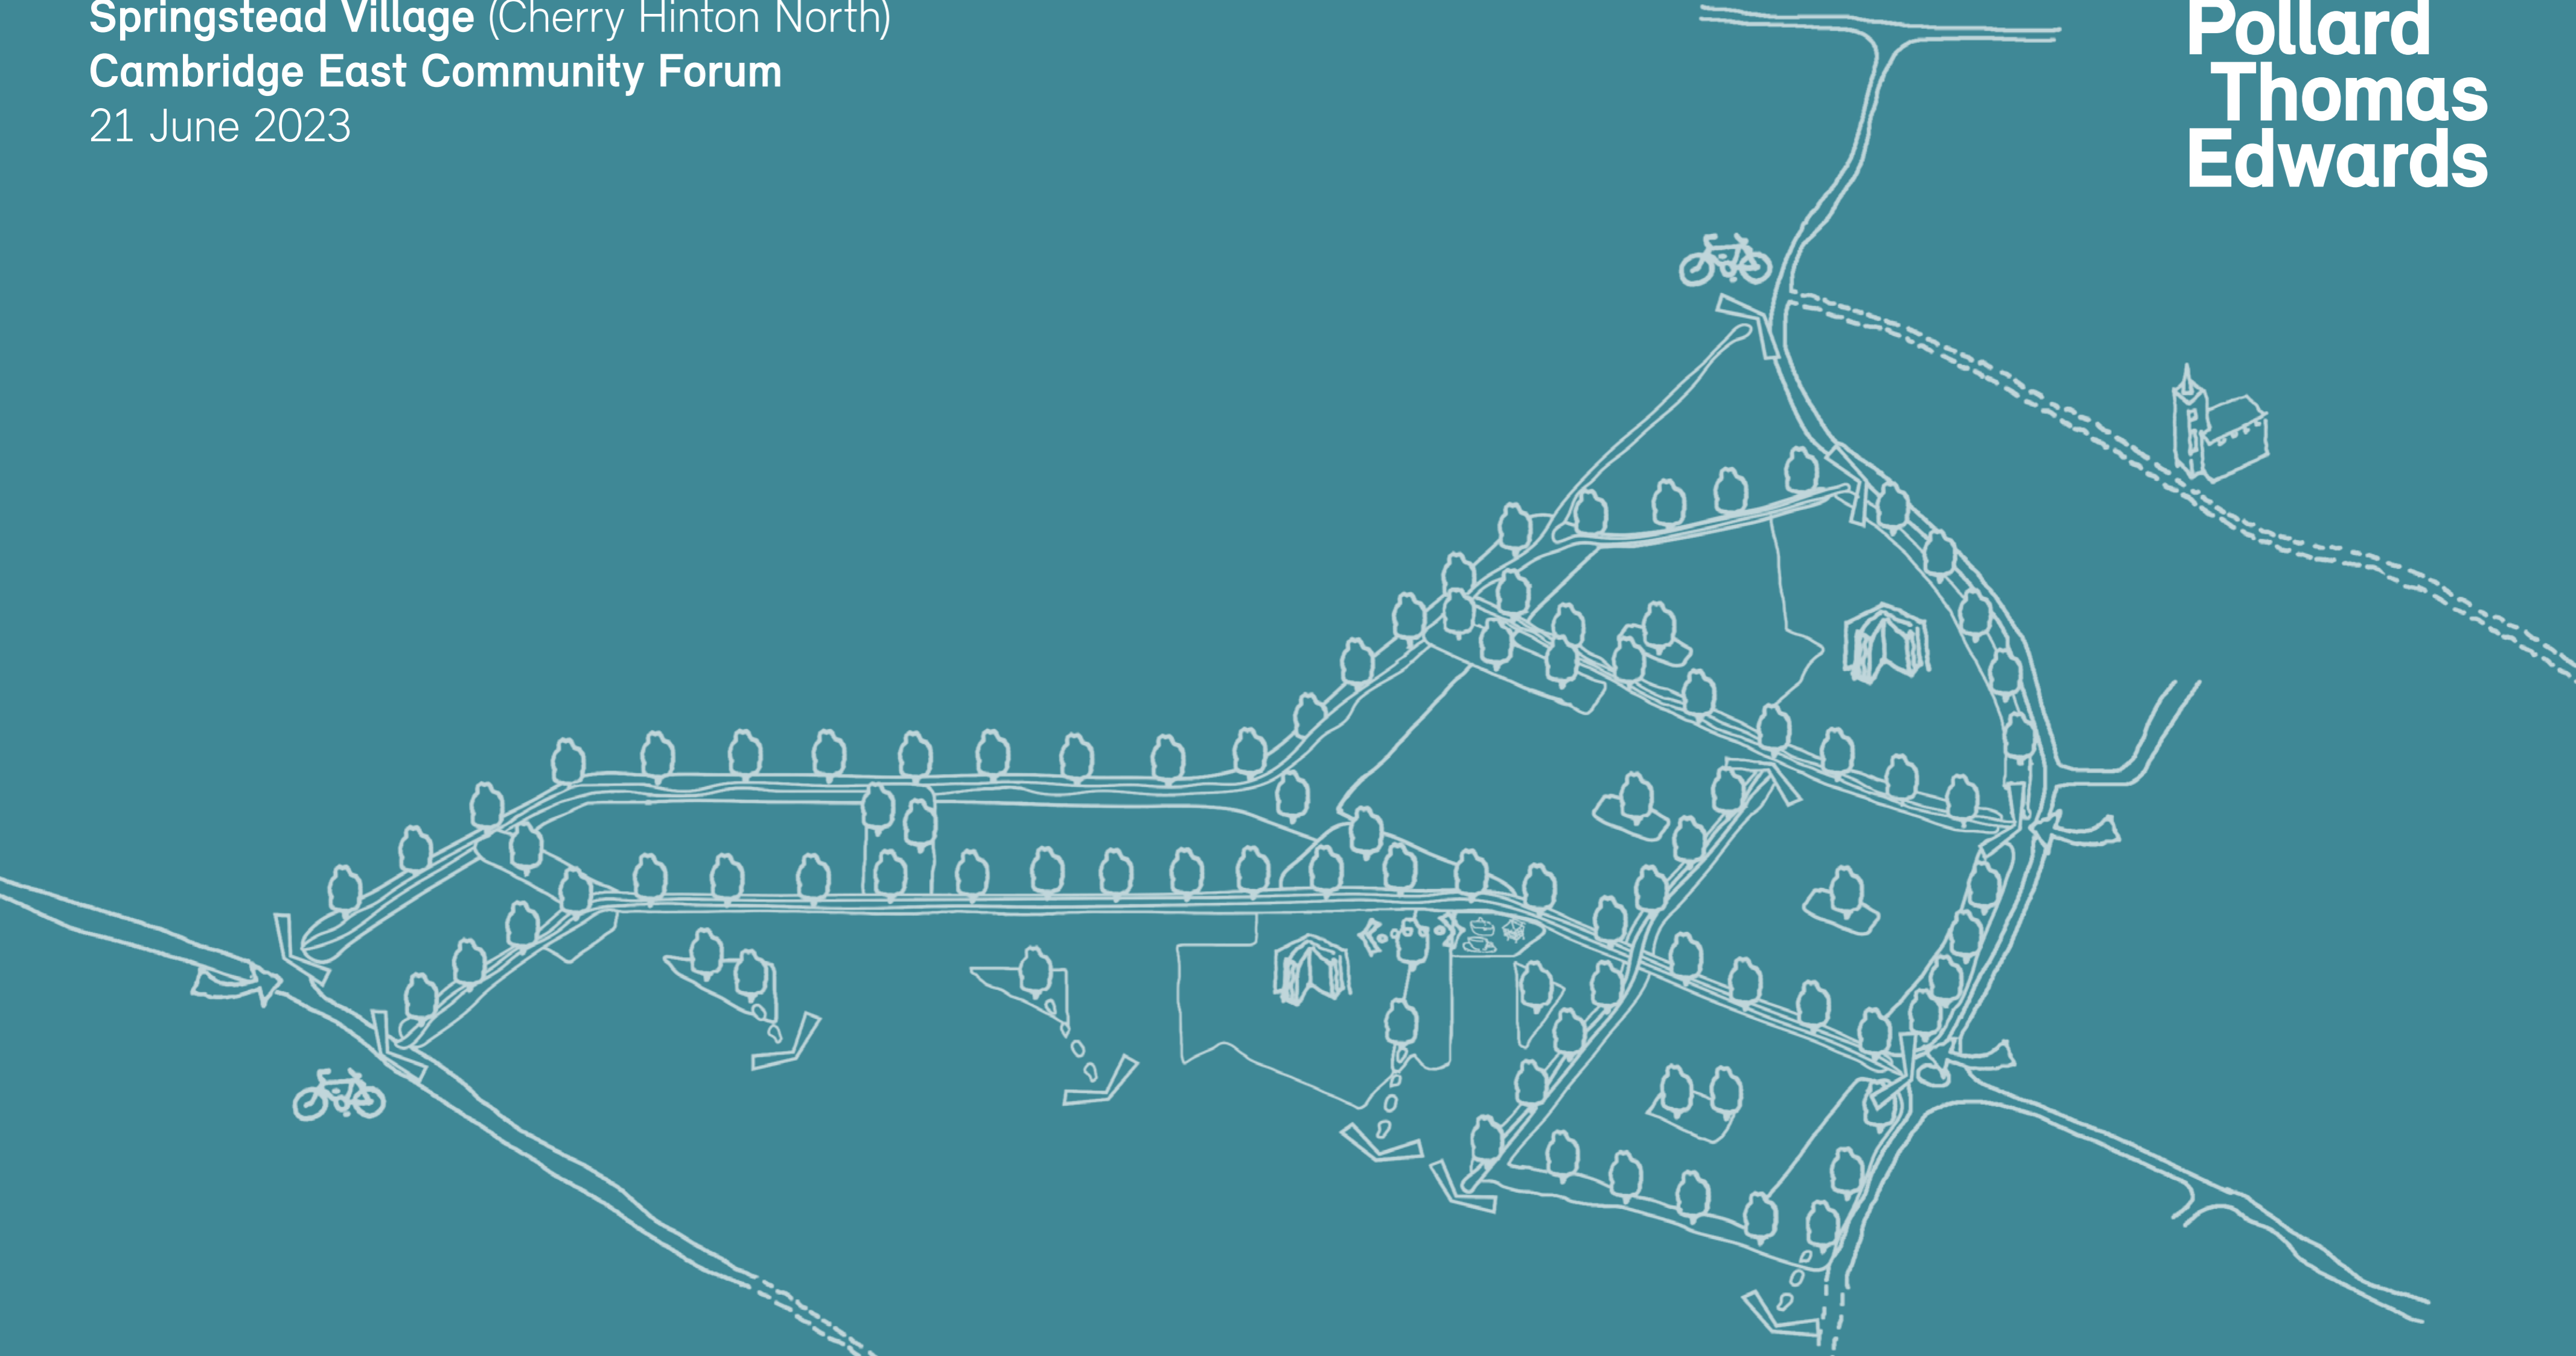 Springstead Village (Cherry Hinton North)
Cambridge East Community Forum
21 June 2023
Pollard
Thomas
Edwards